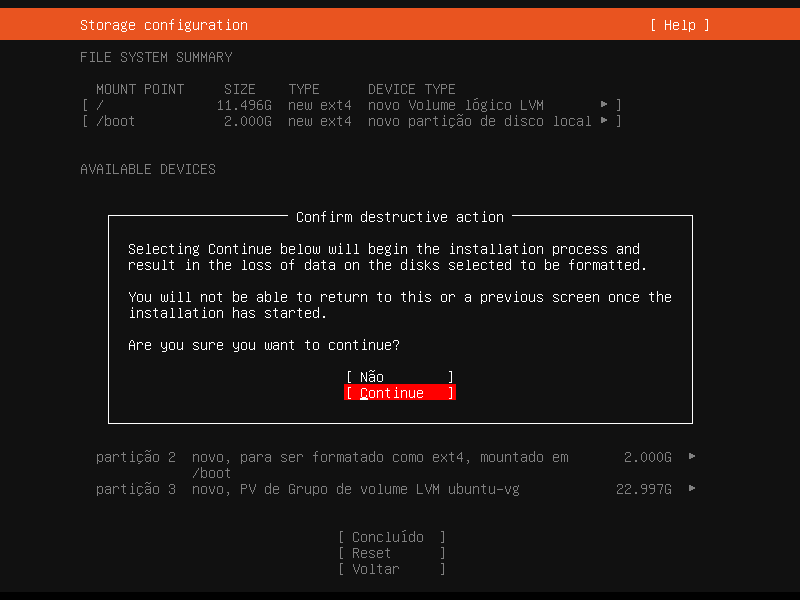 Storage configuration [ Help ]
FILE SYSTEM SUMMARY
MOUNT POINT SIZE TYPE DEVICE TYPE
[ / 11.496G new ext4 novo Volume lógico LVM ▸ ]
[ /boot 2.000G new ext4 novo partição de disco local ▸ ]
AVAILABLE DEVICES
Confirm destructive action
Selecting Continue below will begin the installation process and
result in the loss of data on the disks selected to be formatted.
You will not be able to return to this or a previous screen once the
installation has started.
Are you sure you want to continue?
[ Não ]
[ Continue ]
partição 2 novo, para ser formatado como ext4, mountado em 2.000G ▸
/boot
partição 3 novo, PV de Grupo de volume LVM ubuntu-vg 22.997G ▸
[ Concluído ]
[ Reset ]
[ Voltar ]